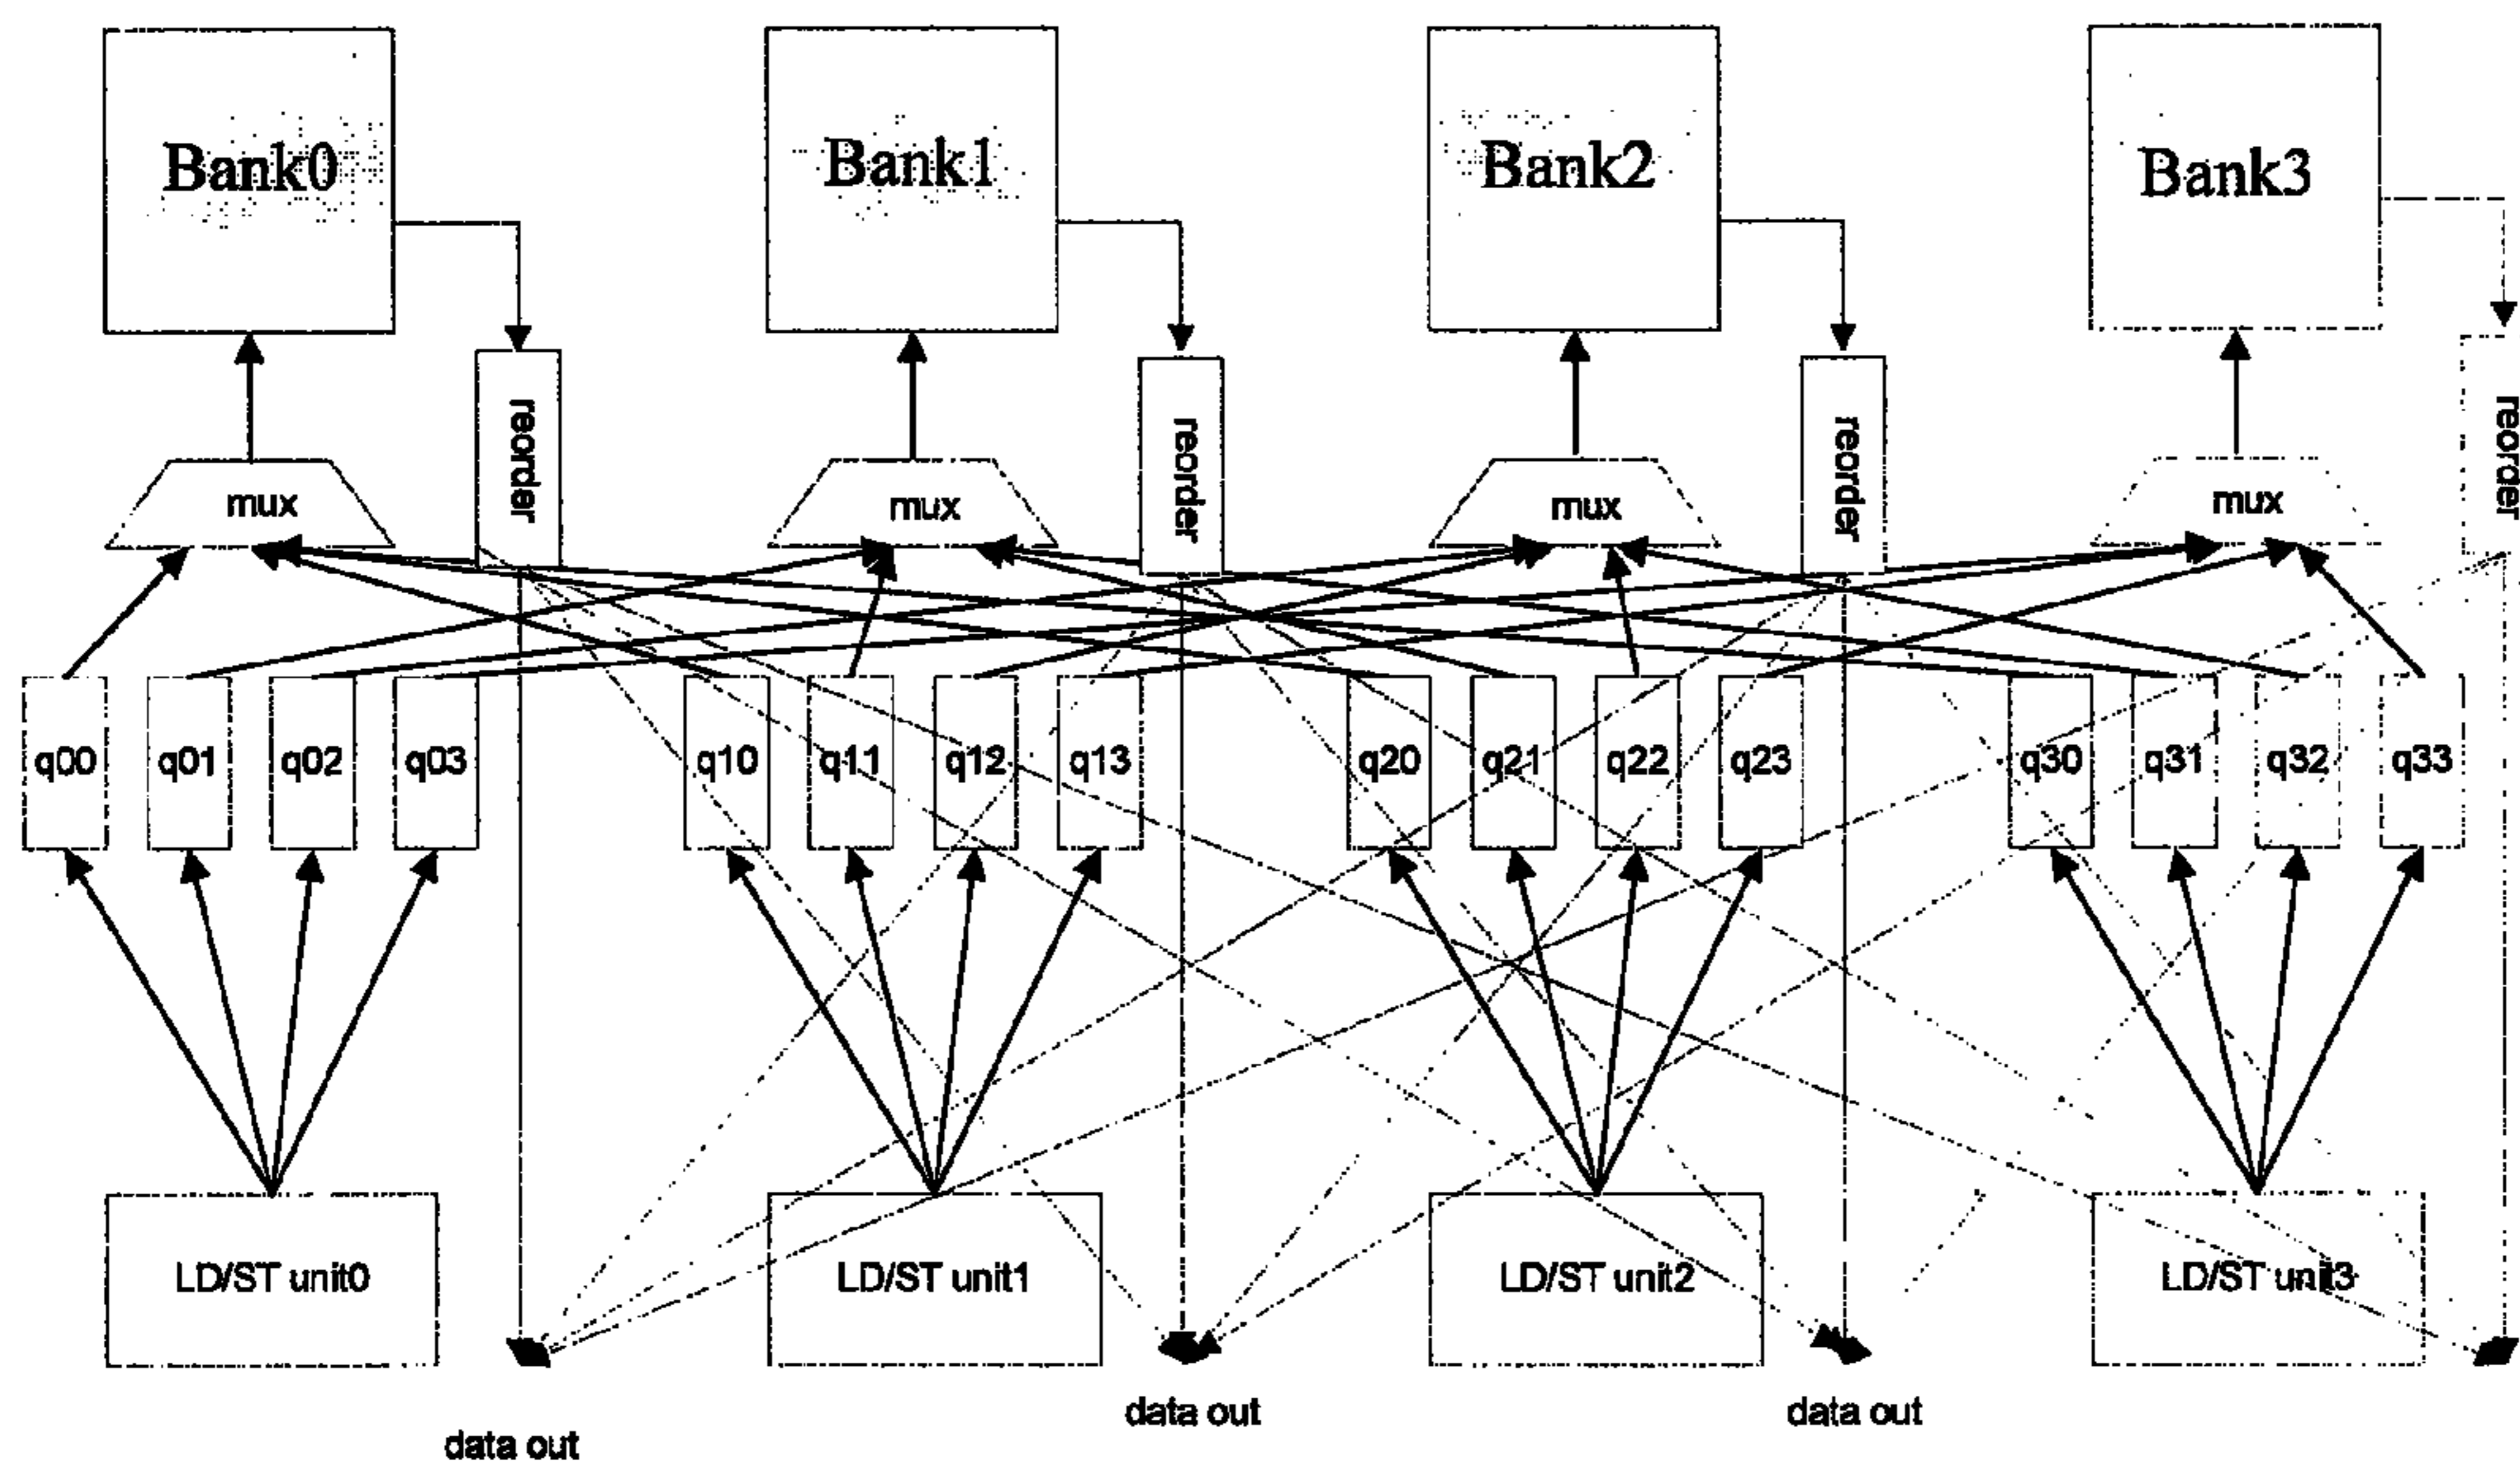 Bank0 Bank1 Bank2 Bank3
reorder reorder reorder reorder
mux mux mux mux
q00 q01 q02 q03 q10 q11 q12 q13 q20 q21 q22 q23 q30 q31 q32 q33
LD/ST unit0 LD/ST unit1 LD/ST unit2 LD/ST unit3
data out data out
data out